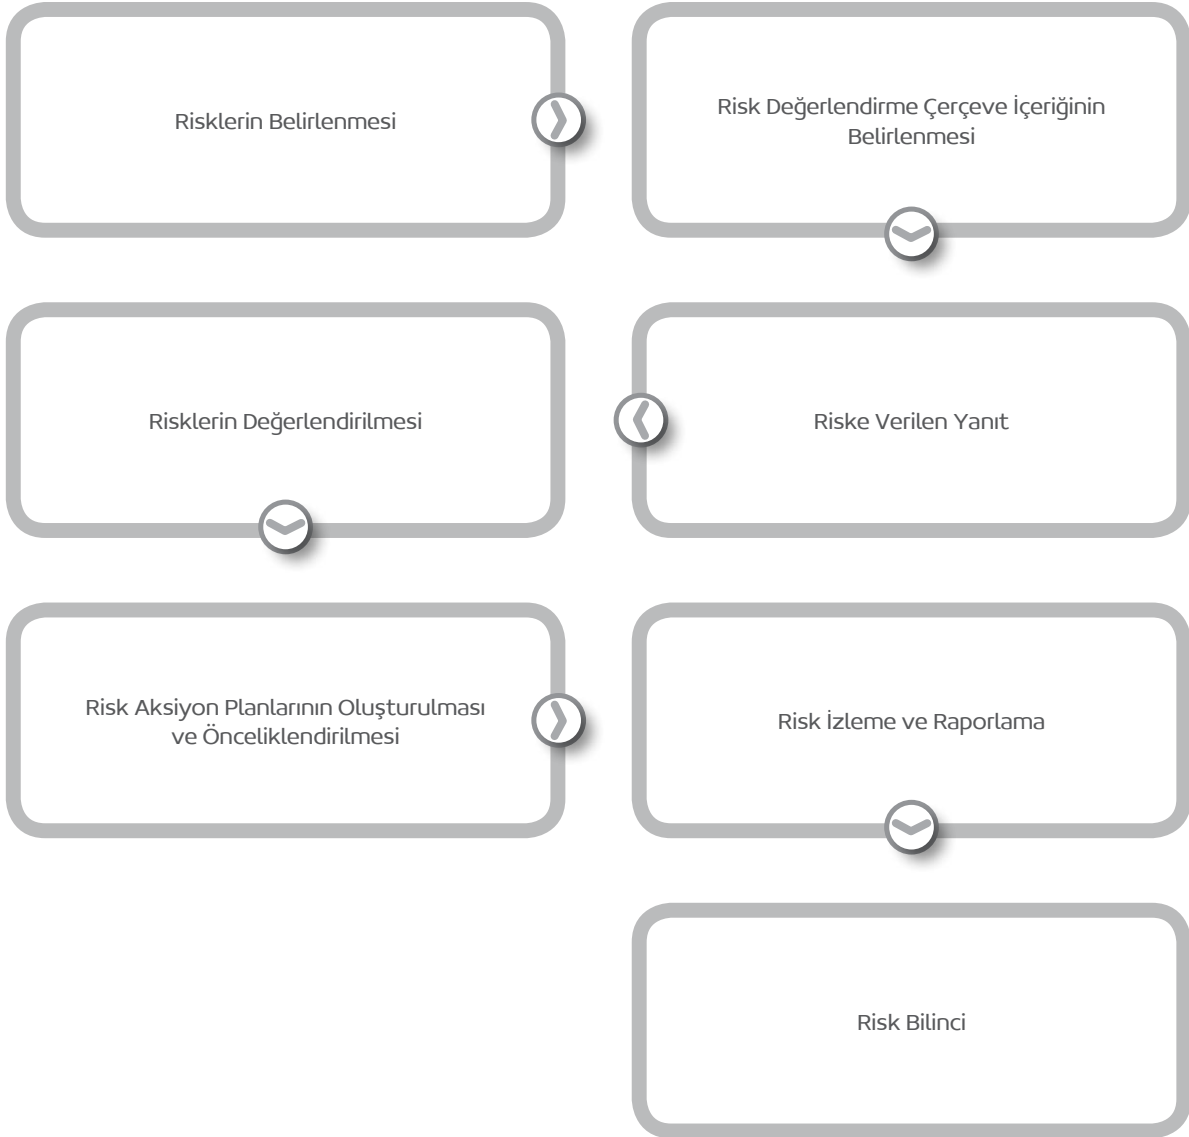 Risklerin Belirlenmesi
Risk Değerlendirme Çerçeve İçeriğinin
Belirlenmesi
Riske Verilen Yanıt
Risklerin Değerlendirilmesi
Risk Aksiyon Planlarının Oluşturulması
ve Önceliklendirilmesi
Risk İzleme ve Raporlama
Risk Bilinci